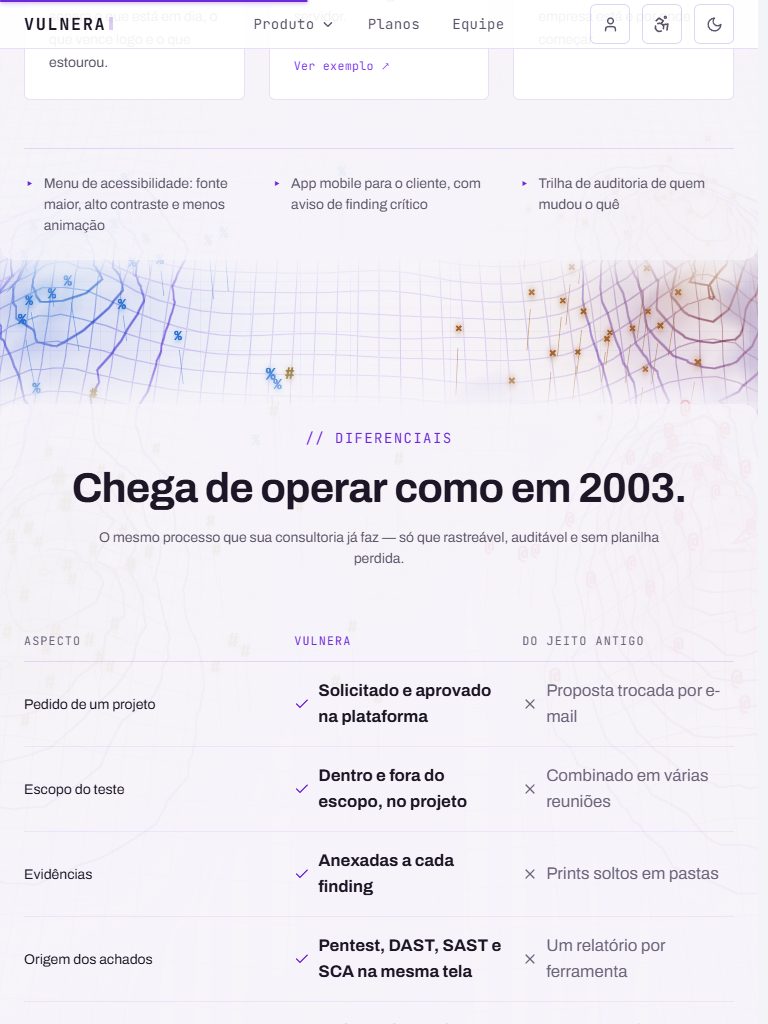 VULNERA
Produto
Planos
Equipe
que vence logo e o que
estourou.
Ver exemplo ↗
▸ Menu de acessibilidade: fonte
maior, alto contraste e menos
animação
▸ App mobile para o cliente, com
aviso de finding crítico
▸ Trilha de auditoria de quem
mudou o quê
// DIFERENCIAIS
Chega de operar como em 2003.
O mesmo processo que sua consultoria já faz — só que rastreável, auditável e sem planilha
perdida.
ASPECTO VULNERA DO JEITO ANTIGO
Pedido de um projeto
Solicitado e aprovado
na plataforma
Proposta trocada por e-
mail
Escopo do teste
Dentro e fora do
escopo, no projeto
Combinado em várias
reuniões
Evidências
Anexadas a cada
finding
Prints soltos em pastas
Origem dos achados
Pentest, DAST, SAST e
SCA na mesma tela
Um relatório por
ferramenta